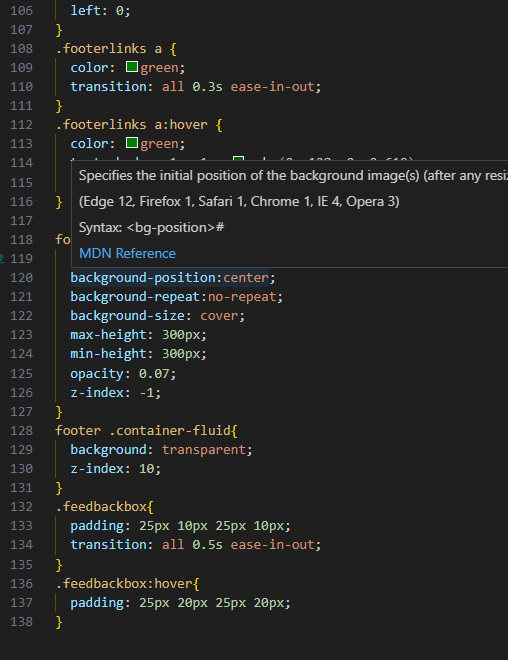 106 left: 0;
107 }
108 .footerlinks a {
109 color: green;
110 transition: all 0.3s ease-in-out;
111 }
112 .footerlinks a:hover {
113 color: green;
114
115
116 }
117
118 fo
119
Specifies the initial position of the background image(s) (after any resiz
(Edge 12, Firefox 1, Safari 1, Chrome 1, IE 4, Opera 3)
Syntax: <bg-position>#
MDN Reference
120 background-position:center;
121 background-repeat:no-repeat;
122 background-size: cover;
123 max-height: 300px;
124 min-height: 300px;
125 opacity: 0.07;
126 z-index: -1;
127 }
128 footer .container-fluid{
129 background: transparent;
130 z-index: 10;
131 }
132 .feedbackbox{
133 padding: 25px 10px 25px 10px;
134 transition: all 0.5s ease-in-out;
135 }
136 .feedbackbox:hover{
137 padding: 25px 20px 25px 20px;
138 }